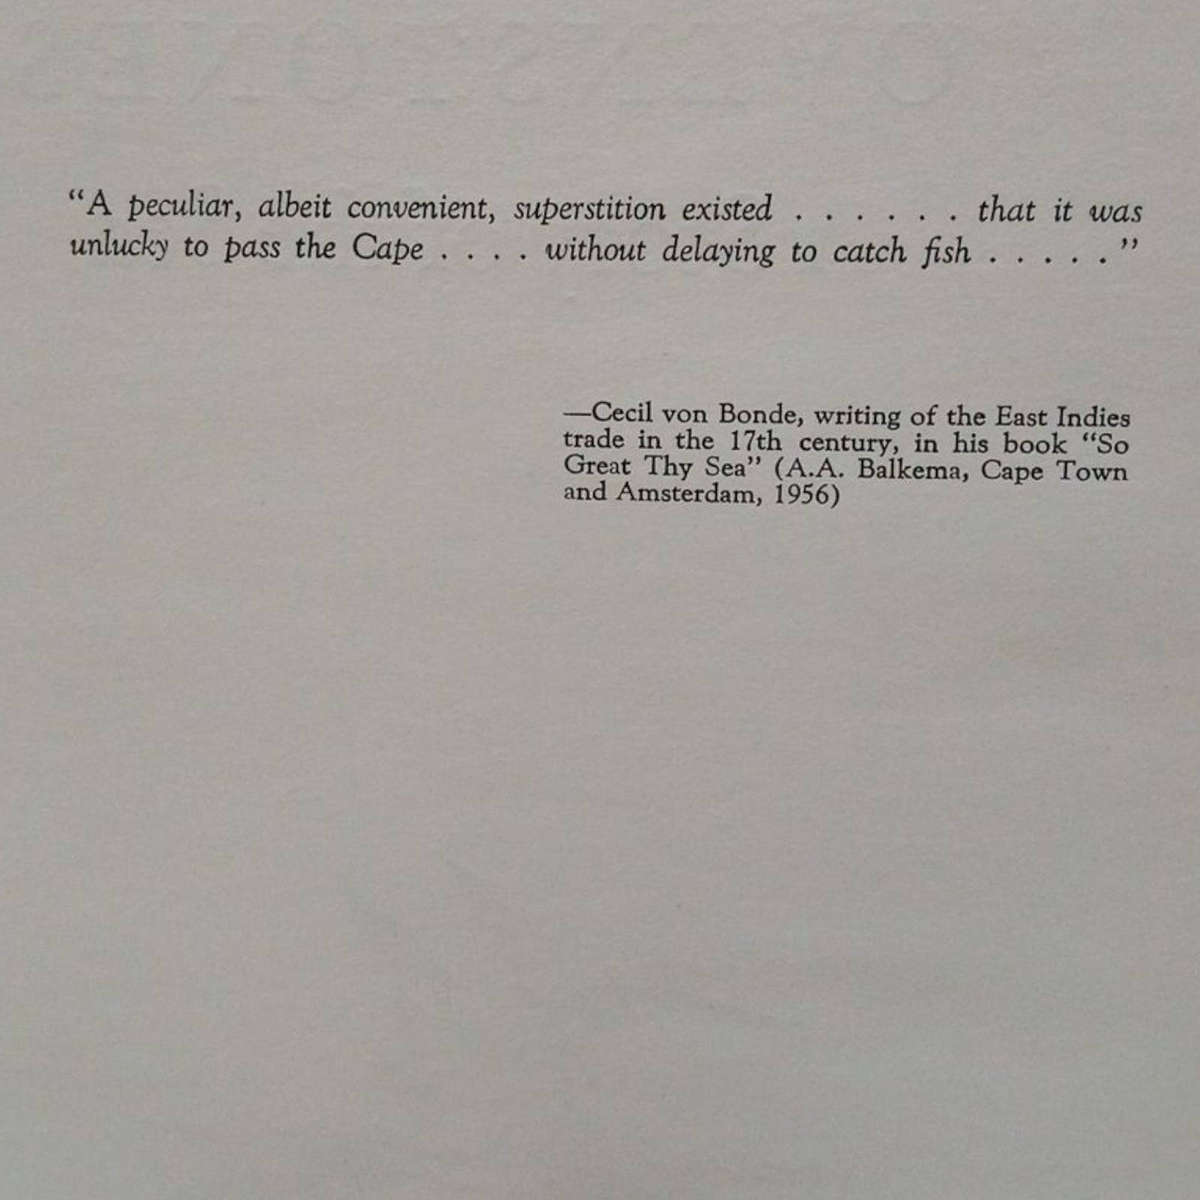 “A peculiar, albeit convenient, superstition existed . . . . . . that it was
unlucky to pass the Cape . . . . without delaying to catch fish . . . . . ”
—Cecil von Bonde, writing of the East Indies
trade in the 17th century, in his book “So
Great Thy Sea” (A.A. Balkema, Cape Town
and Amsterdam, 1956)